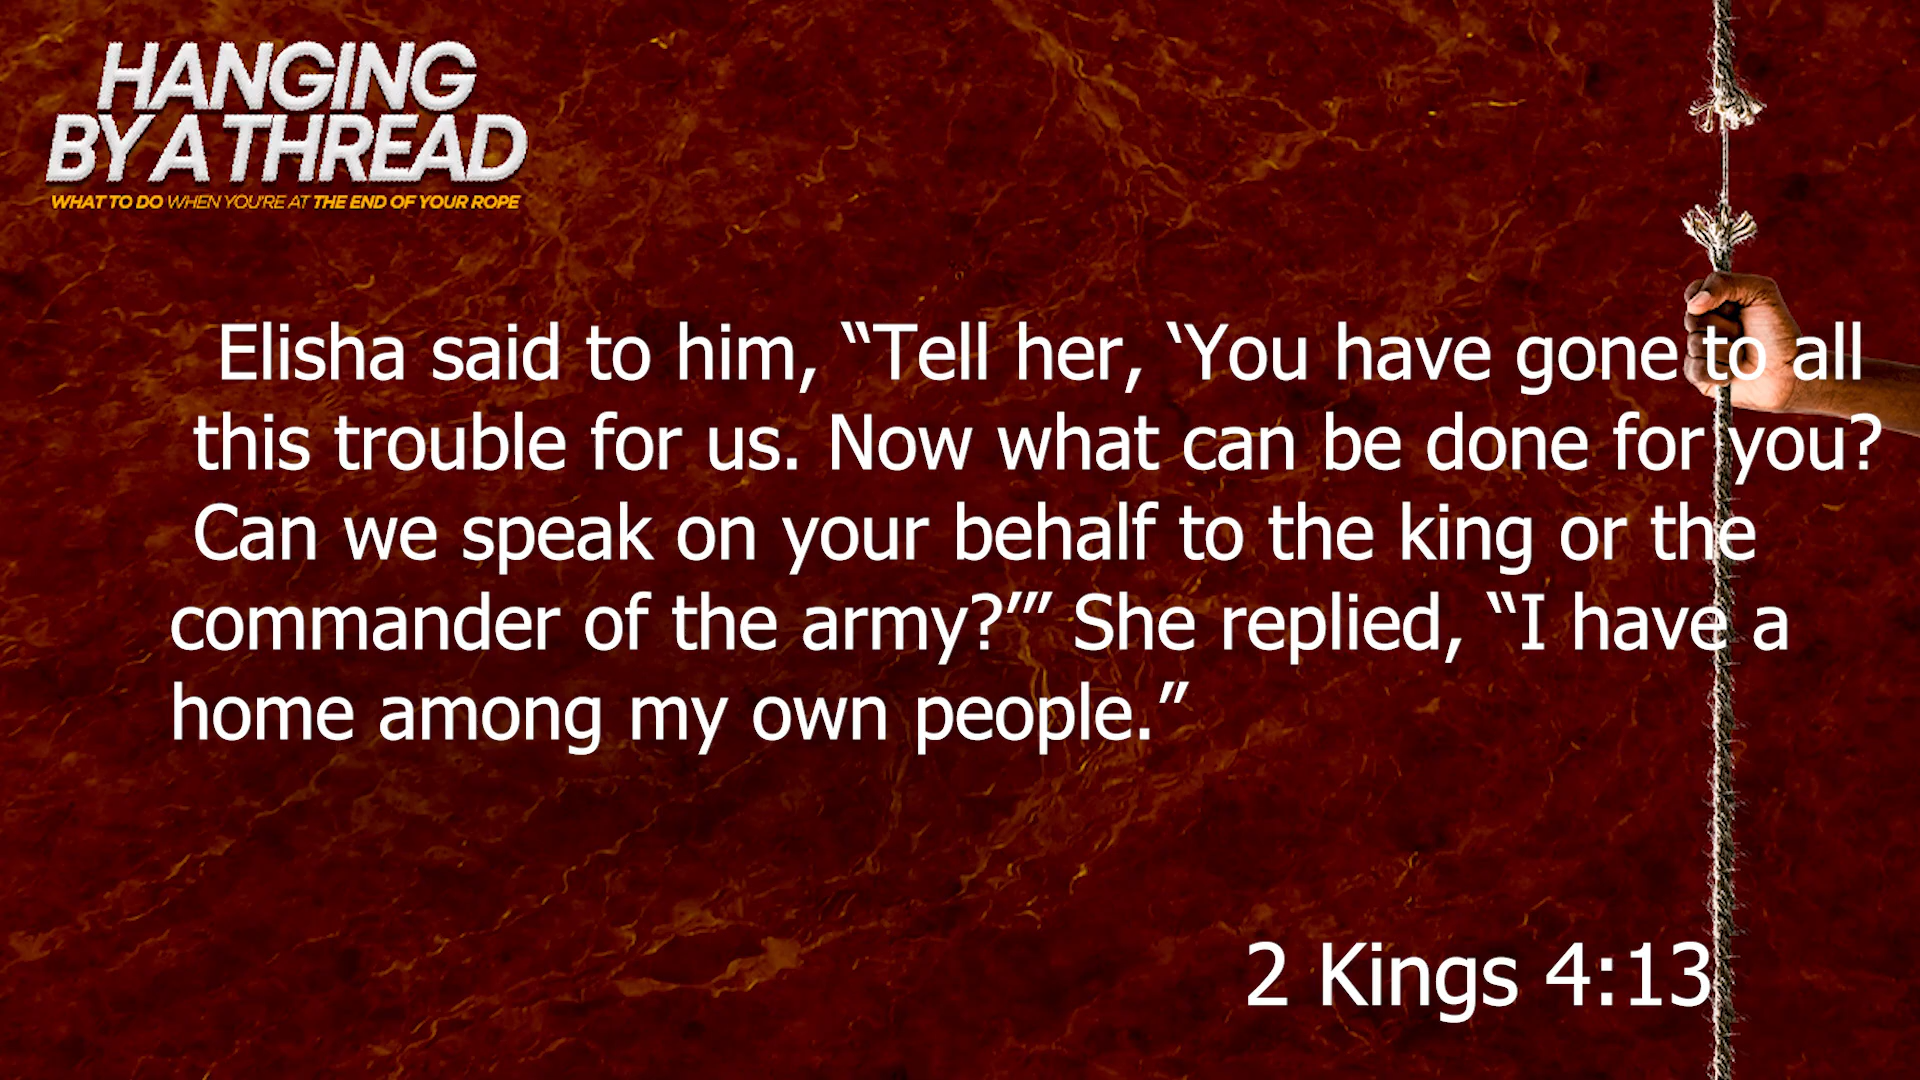 HANGING
BY A THREAD
WHAT TO DO WHEN YOU'RE AT THE END OF YOUR ROPE
Elisha said to him, “Tell her, ‘You have gone to all
this trouble for us. Now what can be done for you?
Can we speak on your behalf to the king or the
commander of the army?’” She replied, “I have a
home among my own people.”
2 Kings 4:13